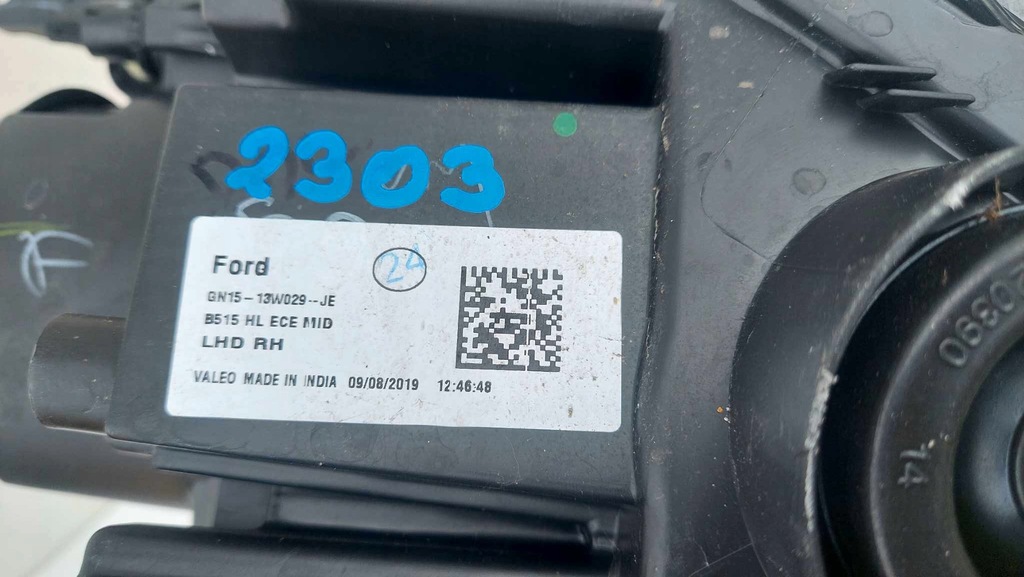 2303
Ford
24
GN15-13W029--JE
B515 HL ECE MID
LHD RH
VALEO MADE IN INDIA 09/08/2019 12:46:48
14